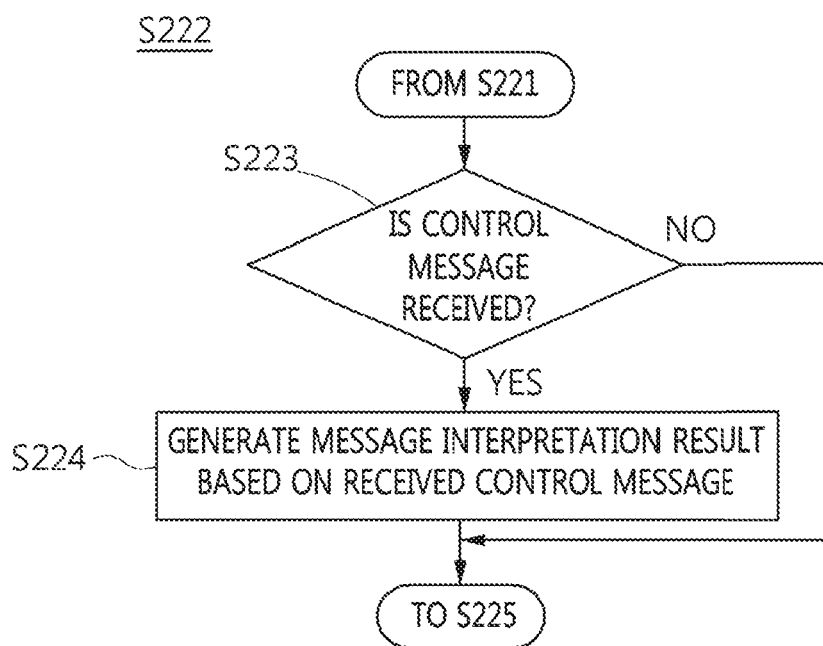 S222
FROM S221
S223
IS CONTROL
MESSAGE
RECEIVED?
NO
YES
S224
GENERATE MESSAGE INTERPRETATION RESULT
BASED ON RECEIVED CONTROL MESSAGE
TO S225